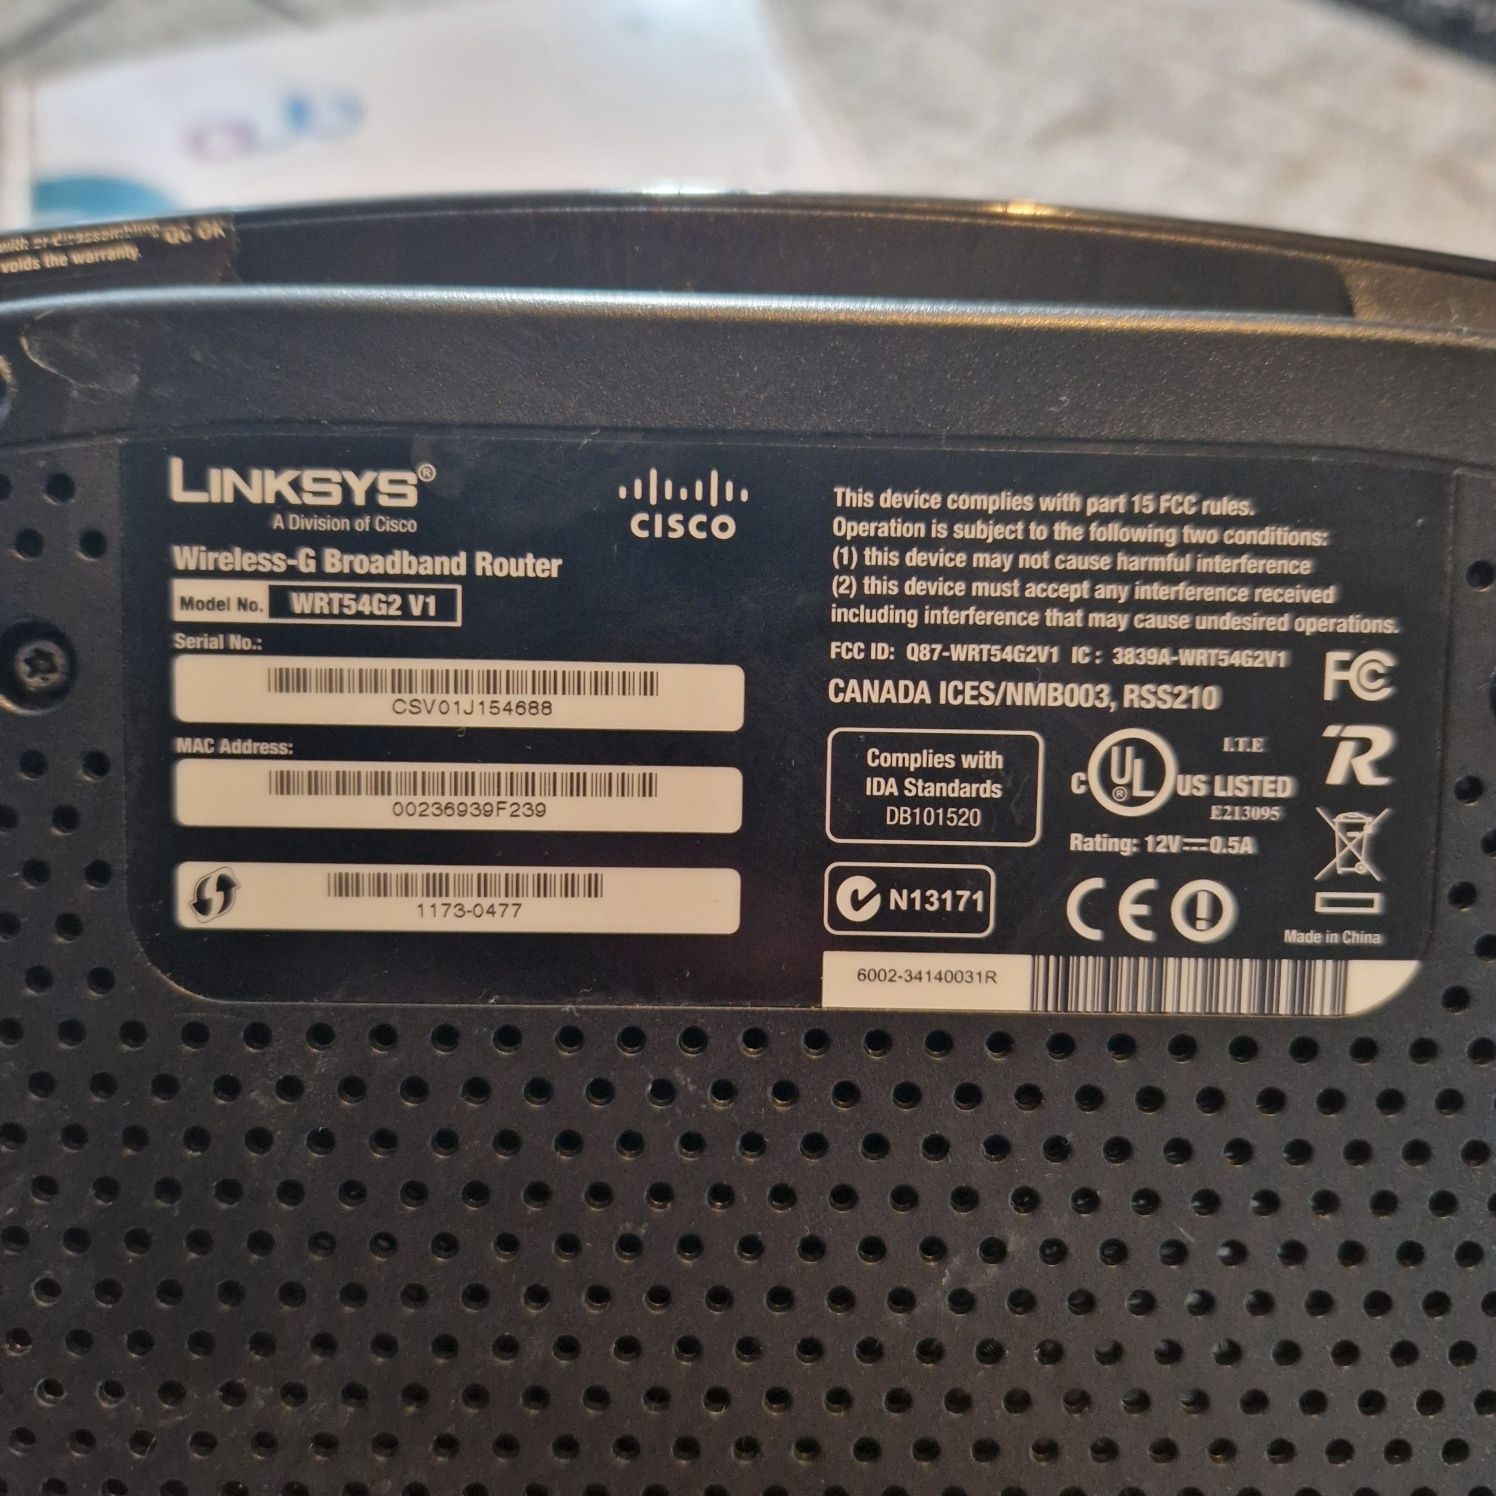 voids the warranty.
QC OK
LINKSYS®
A Division of Cisco
CISCO
Wireless-G Broadband Router
Model No. WRT54G2 V1
Serial No.:
CSV01J154688
MAC Address:
00236939F239
1173-0477
This device complies with part 15 FCC rules.
Operation is subject to the following two conditions:
(1) this device may not cause harmful interference
(2) this device must accept any interference received
including interference that may cause undesired operations.
FCC ID: Q87-WRT54G2V1 IC: 3839A-WRT54G2V1
CANADA ICES/NMB003, RSS210
FC
Complies with
IDA Standards
DB101520
C UL® US LISTED
I.T.E
E213095
R
Rating: 12V⎓0.5A
N13171
CE
Made in China
6002-34140031R